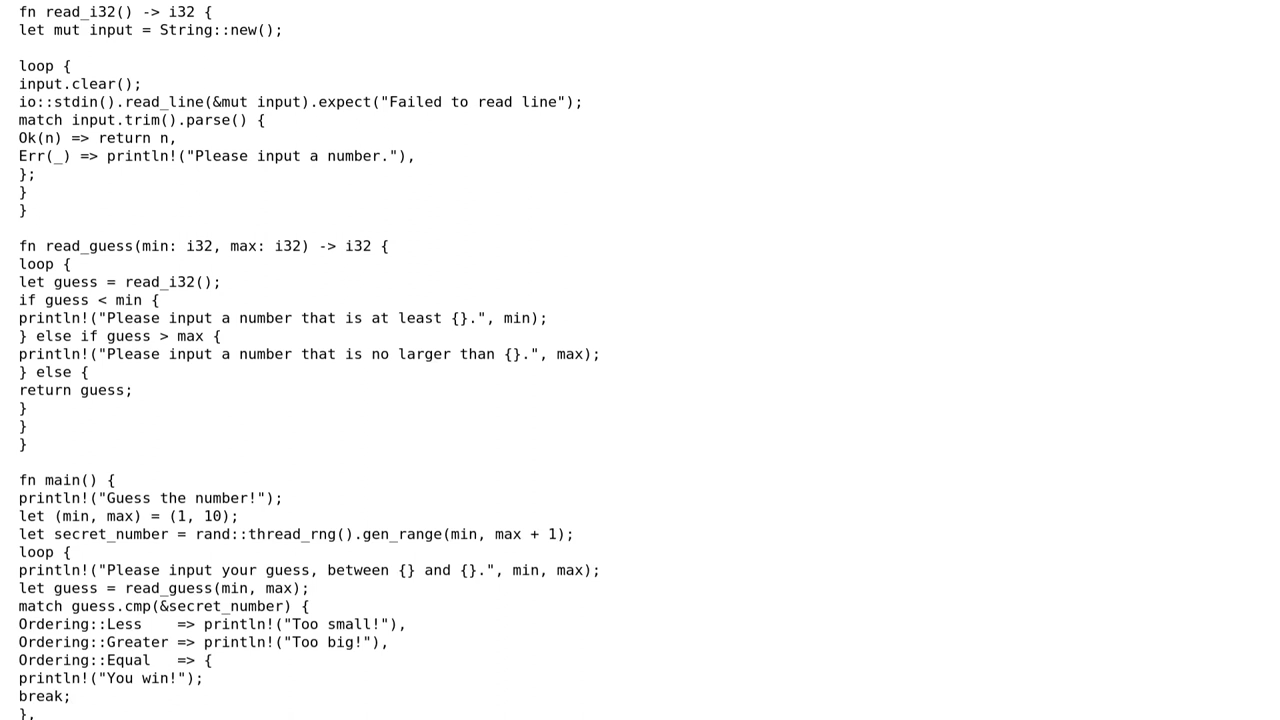 fn read_i32() -> i32 {
let mut input = String::new();

loop {
input.clear();
io::stdin().read_line(&mut input).expect("Failed to read line");
match input.trim().parse() {
Ok(n) => return n,
Err(_) => println!("Please input a number."),
};
}
}

fn read_guess(min: i32, max: i32) -> i32 {
loop {
let guess = read_i32();
if guess < min {
println!("Please input a number that is at least {}.", min);
} else if guess > max {
println!("Please input a number that is no larger than {}.", max);
} else {
return guess;
}
}
}

fn main() {
println!("Guess the number!");
let (min, max) = (1, 10);
let secret_number = rand::thread_rng().gen_range(min, max + 1);
loop {
println!("Please input your guess, between {} and {}.", min, max);
let guess = read_guess(min, max);
match guess.cmp(&secret_number) {
Ordering::Less    => println!("Too small!"),
Ordering::Greater => println!("Too big!"),
Ordering::Equal   => {
println!("You win!");
break;
},